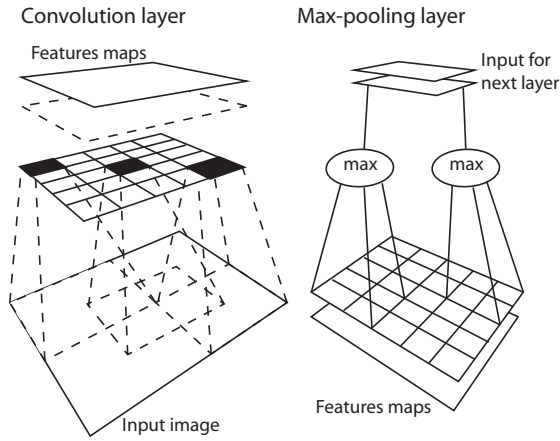 Convolution layer
Max-pooling layer
Features maps
Input for
next layer
max
max
Input image
Features maps